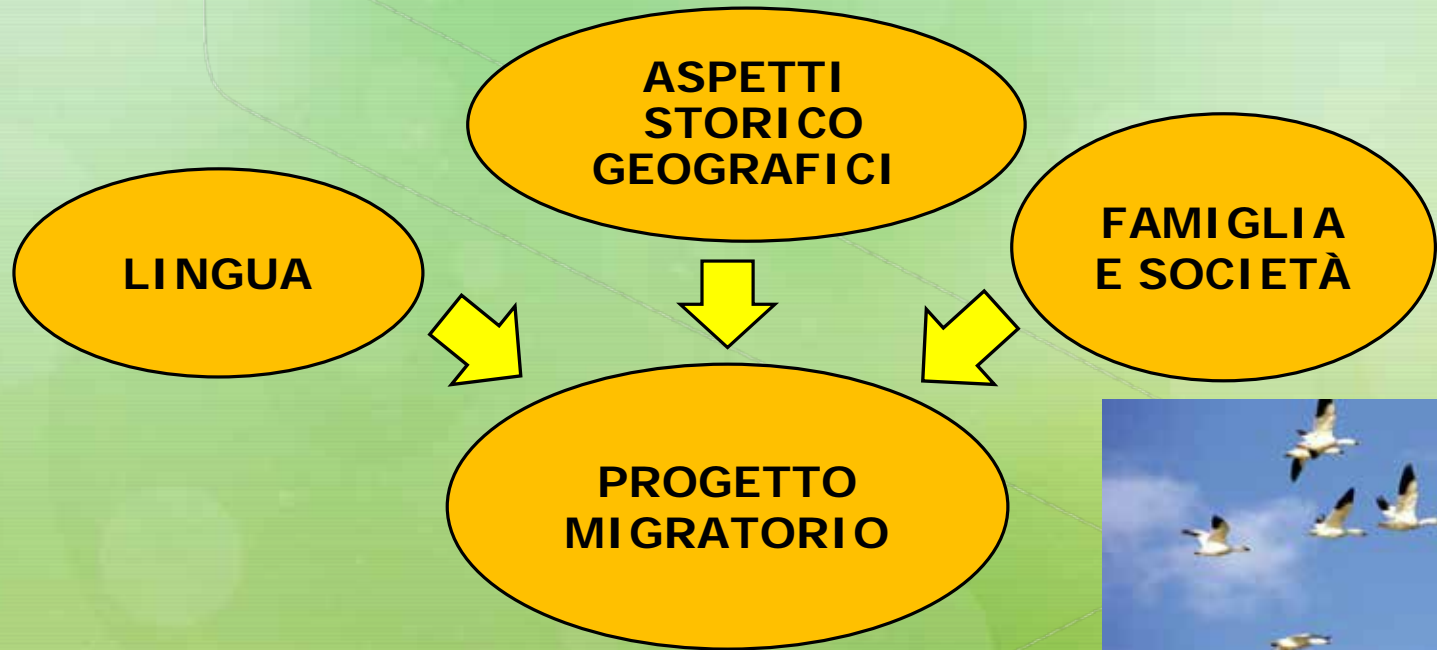 ASPETTI
STORICO
GEOGRAFICI
LINGUA
FAMIGLIA
E SOCIETÀ
PROGETTO
MIGRATORIO